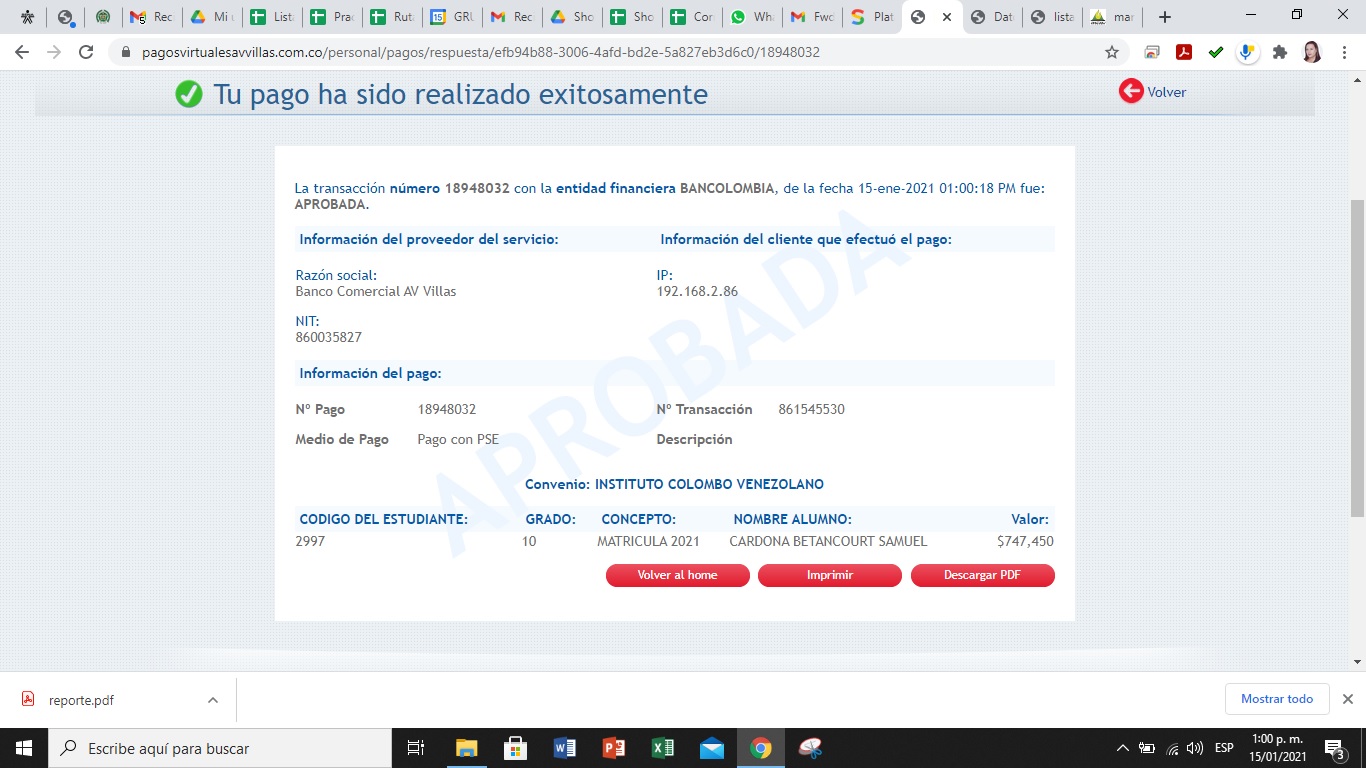 Rec
Mi u
List
Prac
Ruta
GRU
Rec
Sho
Sho
Cor
Wha
Fwd
Plat
Dat
lista
mar
pagosvirtualesavvillas.com.co/personal/pagos/respuesta/efb94b88-3006-4afd-bd2e-5a827eb3d6c0/18948032
Tu pago ha sido realizado exitosamente
Volver
La transacción número 18948032 con la entidad financiera BANCOLOMBIA, de la fecha 15-ene-2021 01:00:18 PM fue:
APROBADA.
Información del proveedor del servicio: Información del cliente que efectuó el pago:
Razón social: IP:
Banco Comercial AV Villas 192.168.2.86
NIT:
860035827
APROBADA
Información del pago:
Nº Pago 18948032 Nº Transacción 861545530
Medio de Pago Pago con PSE Descripción
Convenio: INSTITUTO COLOMBO VENEZOLANO
CODIGO DEL ESTUDIANTE: GRADO: CONCEPTO: NOMBRE ALUMNO: Valor:
2997 10 MATRICULA 2021 CARDONA BETANCOURT SAMUEL $747,450
Volver al home Imprimir Descargar PDF
reporte.pdf
Mostrar todo
Escribe aquí para buscar
ESP
1:00 p. m.
15/01/2021
3